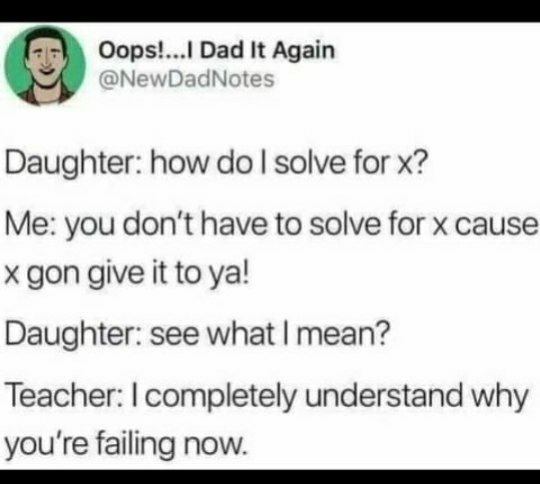 Oops!...I Dad It Again
@NewDadNotes
Daughter: how do I solve for x?
Me: you don't have to solve for x cause
x gon give it to ya!
Daughter: see what I mean?
Teacher: I completely understand why
you're failing now.